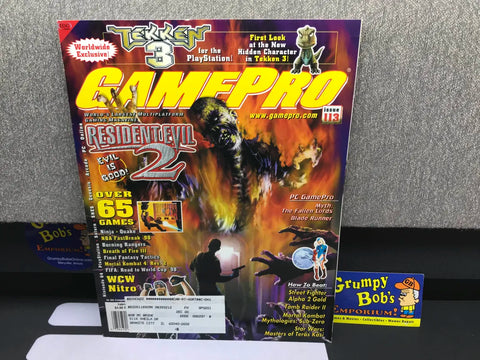 Worldwide
Exclusive!
TEKKEN
3
for the
PlayStation!
First Look
at the New
Hidden Character
in Tekken 3!
GAMEPRO
WORLD'S LARGEST MULTIPLATFORM
GAMING MAGAZINE
www.gamepro.com
issue
113
RESIDENT EVIL
2
EVIL IS
GOOD!
OVER
65
GAMES
Ninja • Quake
NBA FastBreak '98
Burning Rangers
Breath of Fire III
Final Fantasy Tactics
Mortal Kombat 4: Rev. 2
FIFA: Road to World Cup '98
WCW
Nitro
PC GamePro
Myth:
The Fallen Lords
Blade Runner
How To Beat:
Street Fighter
Alpha 2 Gold
Tomb Raider II
Mortal Kombat
Mythologies: Sub-Zero
Star Wars:
Masters of Teräs Käsi
Bob's
EMPORIUM
Grumpy
Bob's
EMPORIUM!